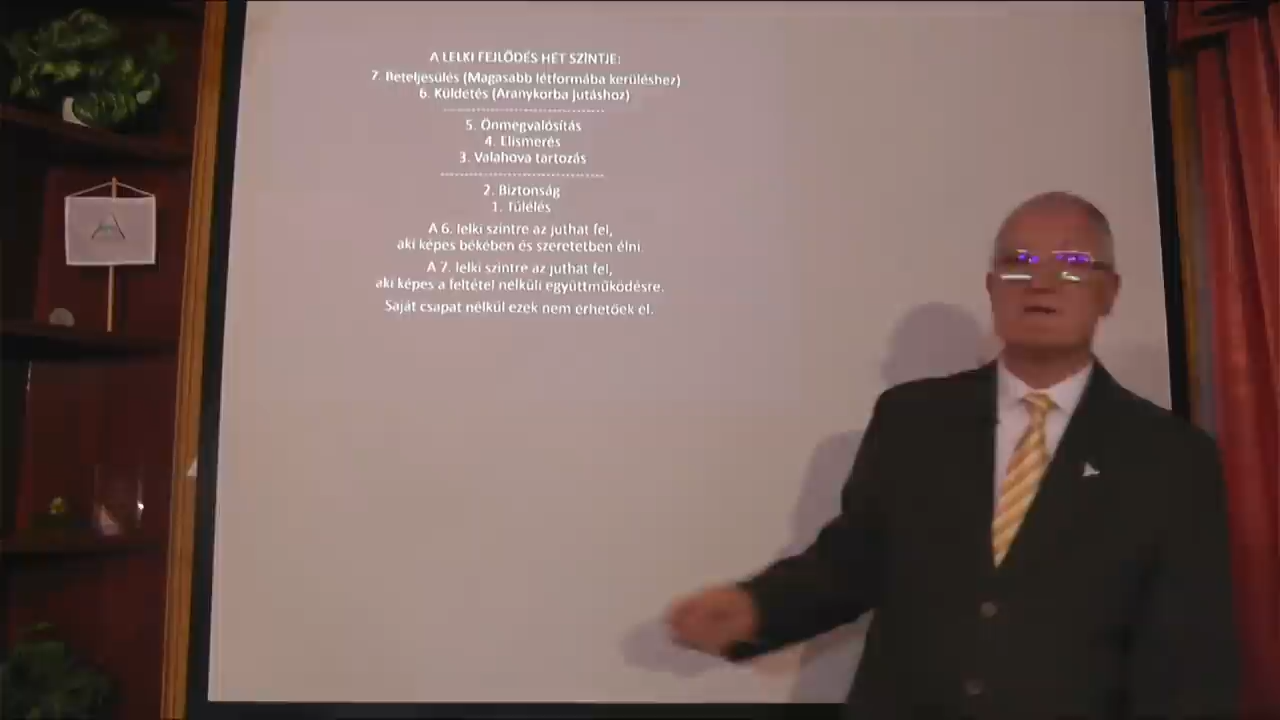 A LELKI FEJLŐDÉS HÉT SZINTJE:
7. Beteljesülés (Magasabb létformába kerüléshez)
6. Küldetés (Aranykorba jutáshoz)
5. Önmegvalósítás
4. Elismerés
3. Valahova tartozás
2. Biztonság
1. Túlélés
A 6. lelki szintre az juthat fel,
aki képes békében és szeretetben élni.
A 7. lelki szintre az juthat fel,
aki képes a feltétel nélküli együttműködésre.
Saját csapat nélkül ezek nem érhetőek el.